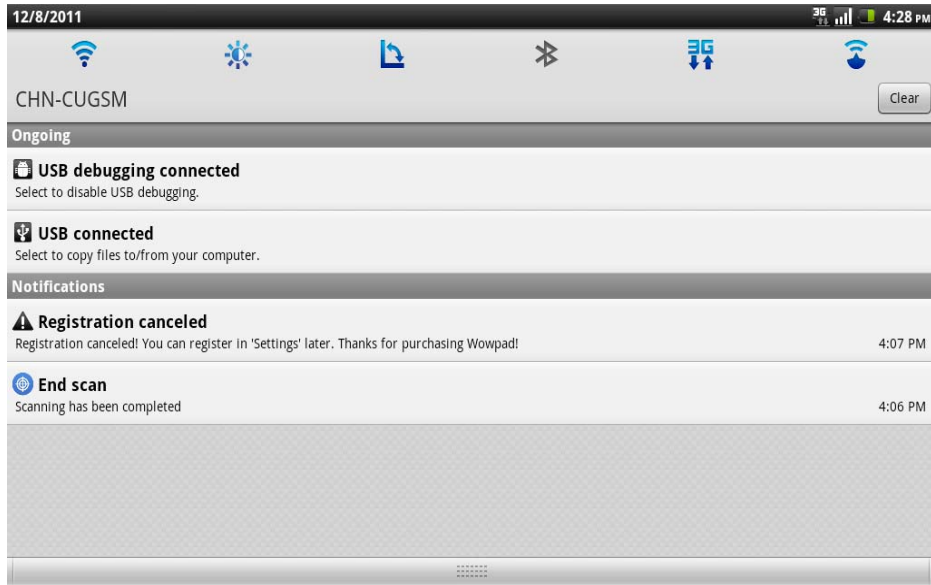 12/8/2011 3G 4:28 PM
3G
CHN-CUGSM Clear
Ongoing
USB debugging connected
Select to disable USB debugging.
USB connected
Select to copy files to/from your computer.
Notifications
Registration canceled
Registration canceled! You can register in 'Settings' later. Thanks for purchasing Wowpad! 4:07 PM
End scan
Scanning has been completed 4:06 PM